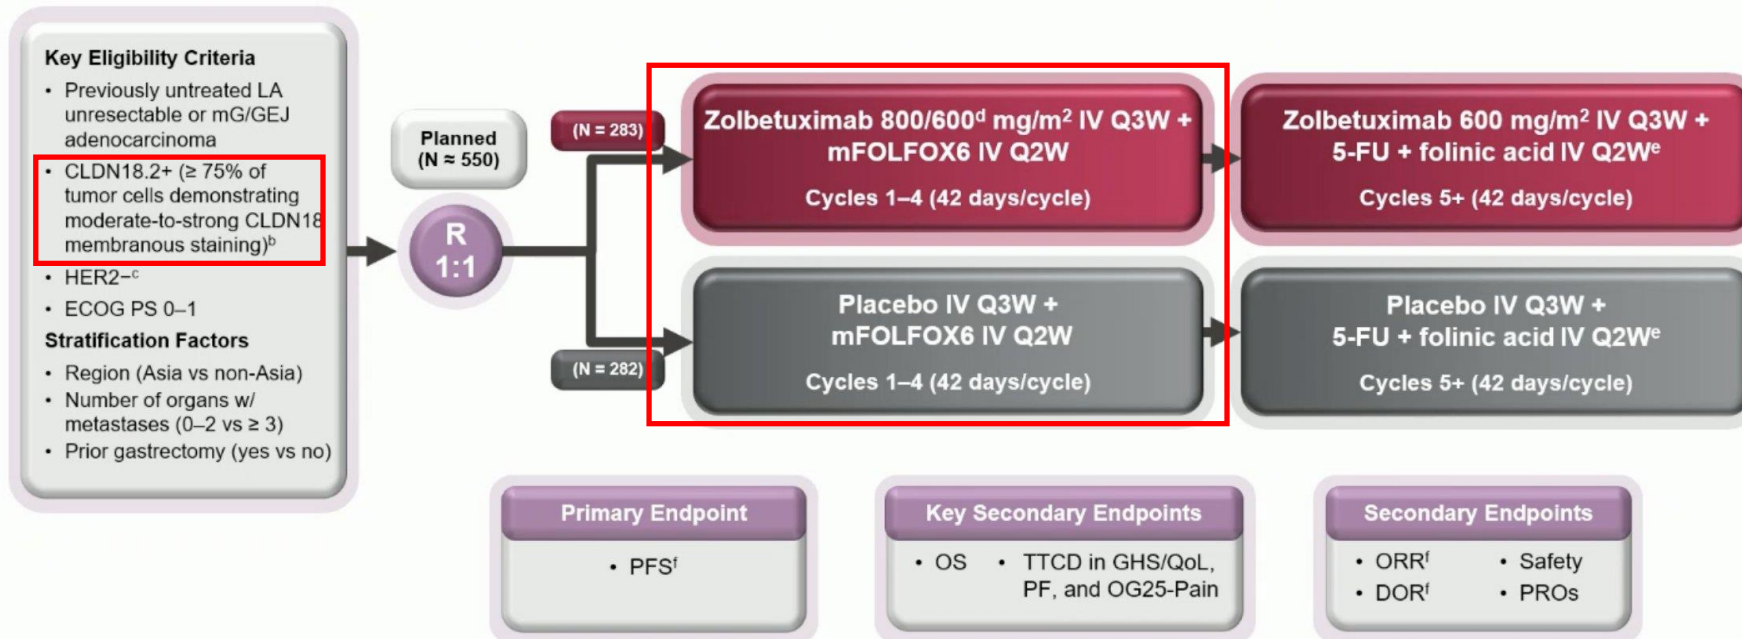 Key Eligibility Criteria
• Previously untreated LA
unresectable or mG/GEJ
adenocarcinoma
• CLDN18.2+ (≥ 75% of
tumor cells demonstrating
moderate-to-strong CLDN18
membranous staining)ᵇ
• HER2−ᶜ
• ECOG PS 0–1
Stratification Factors
• Region (Asia vs non-Asia)
• Number of organs w/
metastases (0–2 vs ≥ 3)
• Prior gastrectomy (yes vs no)
Planned
(N ≈ 550)
R
1:1
(N = 283)
Zolbetuximab 800/600ᵈ mg/m² IV Q3W +
mFOLFOX6 IV Q2W
Cycles 1–4 (42 days/cycle)
Zolbetuximab 600 mg/m² IV Q3W +
5-FU + folinic acid IV Q2Wᵉ
Cycles 5+ (42 days/cycle)
(N = 282)
Placebo IV Q3W +
mFOLFOX6 IV Q2W
Cycles 1–4 (42 days/cycle)
Placebo IV Q3W +
5-FU + folinic acid IV Q2Wᵉ
Cycles 5+ (42 days/cycle)
Primary Endpoint
• PFSᶠ
Key Secondary Endpoints
• OS • TTCD in GHS/QoL,
PF, and OG25-Pain
Secondary Endpoints
• ORRᶠ • Safety
• DORᶠ • PROs